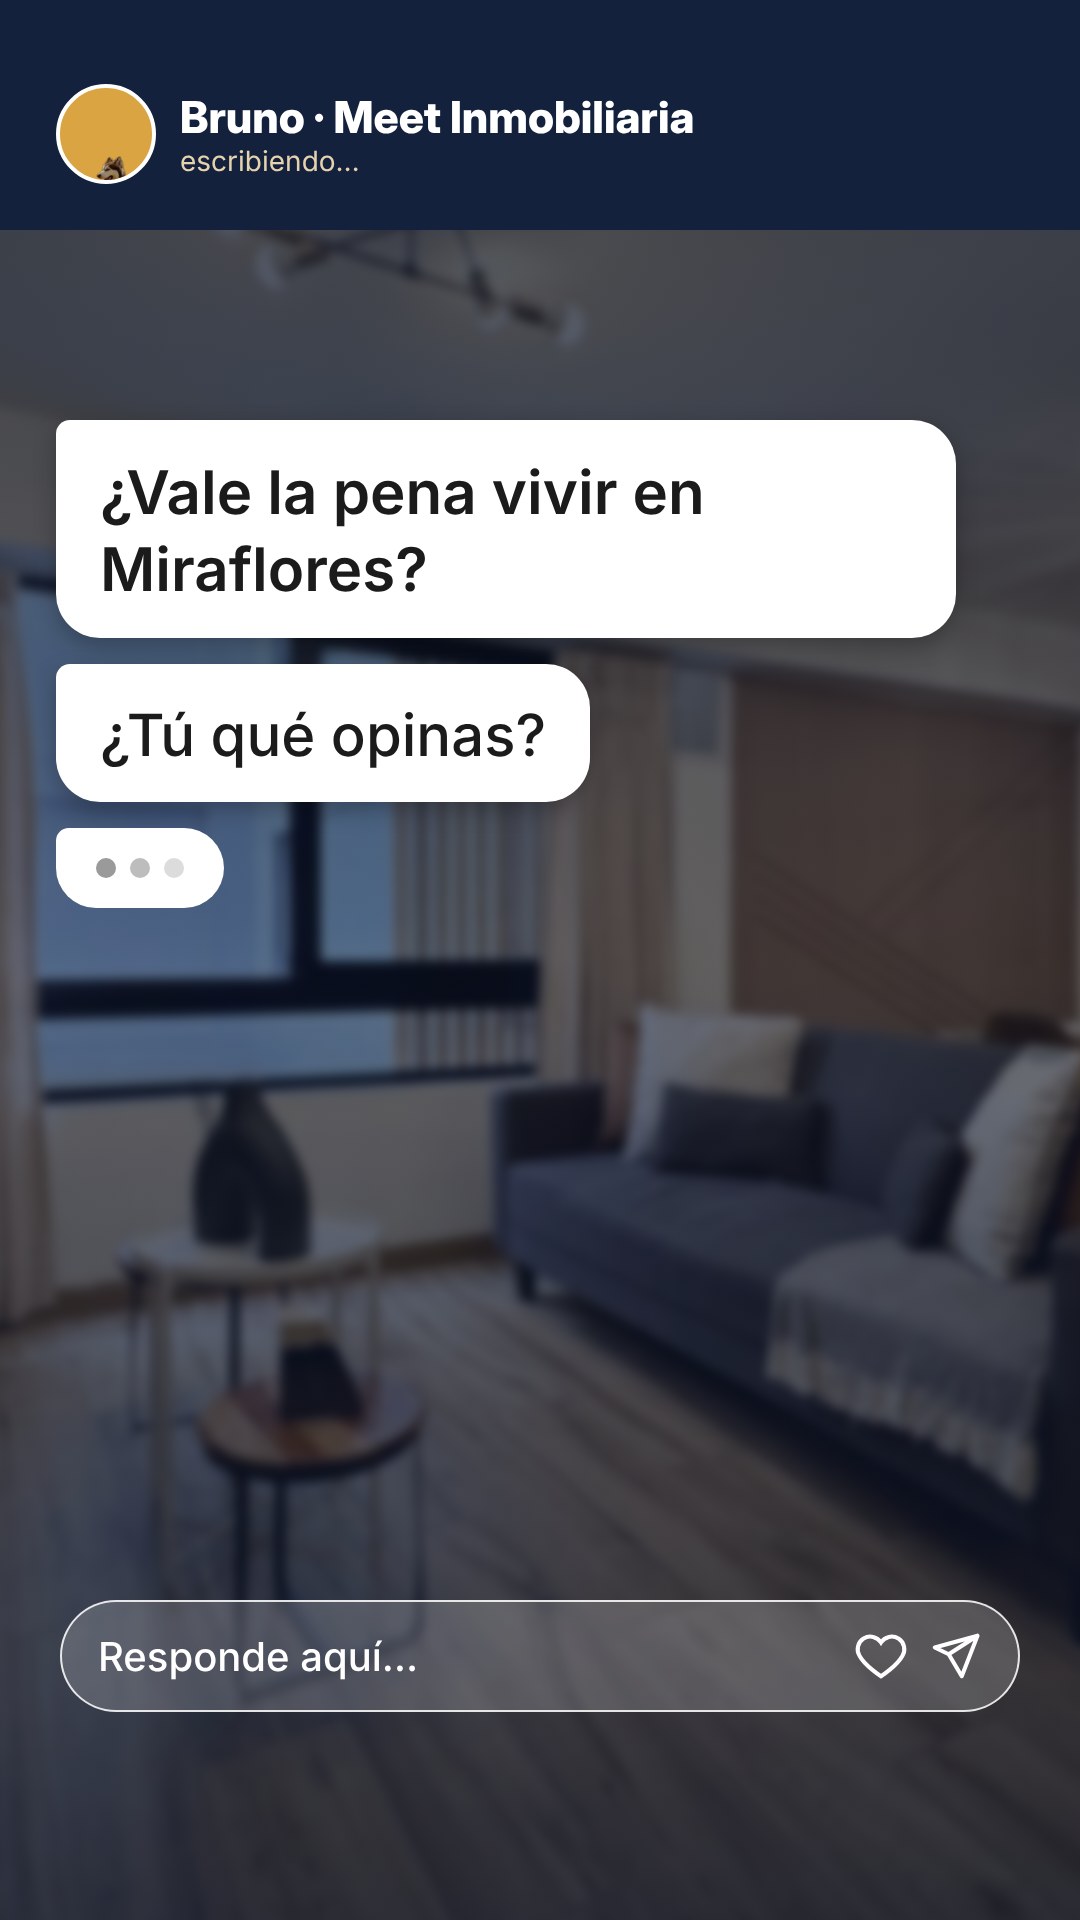 Bruno · Meet Inmobiliaria
escribiendo...
¿Vale la pena vivir en
Miraflores?
¿Tú qué opinas?
Responde aquí...